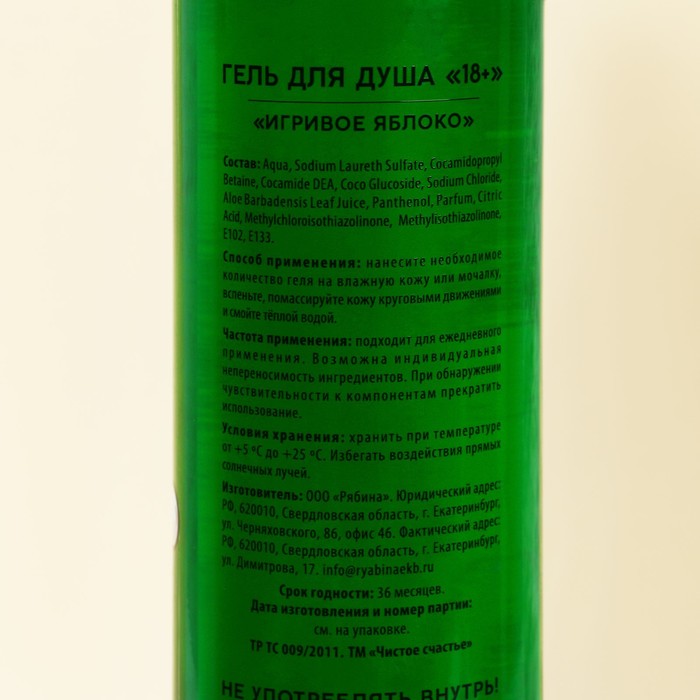 ГЕЛЬ ДЛЯ ДУША «18+»
«ИГРИВОЕ ЯБЛОКО»
Состав: Aqua, Sodium Laureth Sulfate, Cocamidopropyl
Betaine, Cocamide DEA, Coco Glucoside, Sodium Chloride,
Aloe Barbadensis Leaf Juice, Panthenol, Parfum, Citric
Acid, Methylchloroisothiazolinone, Methylisothiazolinone,
E102, E133.
Способ применения: нанесите необходимое
количество геля на влажную кожу или мочалку,
вспеньте, помассируйте кожу круговыми движениями
и смойте тёплой водой.
Частота применения: подходит для ежедневного
применения. Возможна индивидуальная
непереносимость ингредиентов. При обнаружении
чувствительности к компонентам прекратить
использование.
Условия хранения: хранить при температуре
от +5 ºC до +25 ºC. Избегать воздействия прямых
солнечных лучей.
Изготовитель: ООО «Рябина». Юридический адрес:
РФ, 620010, Свердловская область, г. Екатеринбург,
ул. Черняховского, 86, офис 46. Фактический адрес:
РФ, 620010, Свердловская область, г. Екатеринбург,
ул. Димитрова, 17. info@ryabinaekb.ru
Срок годности: 36 месяцев.
Дата изготовления и номер партии:
см. на упаковке.
ТР ТС 009/2011. ТМ «Чистое счастье»
НЕ УПОТРЕБЛЯТЬ ВНУТРЬ!